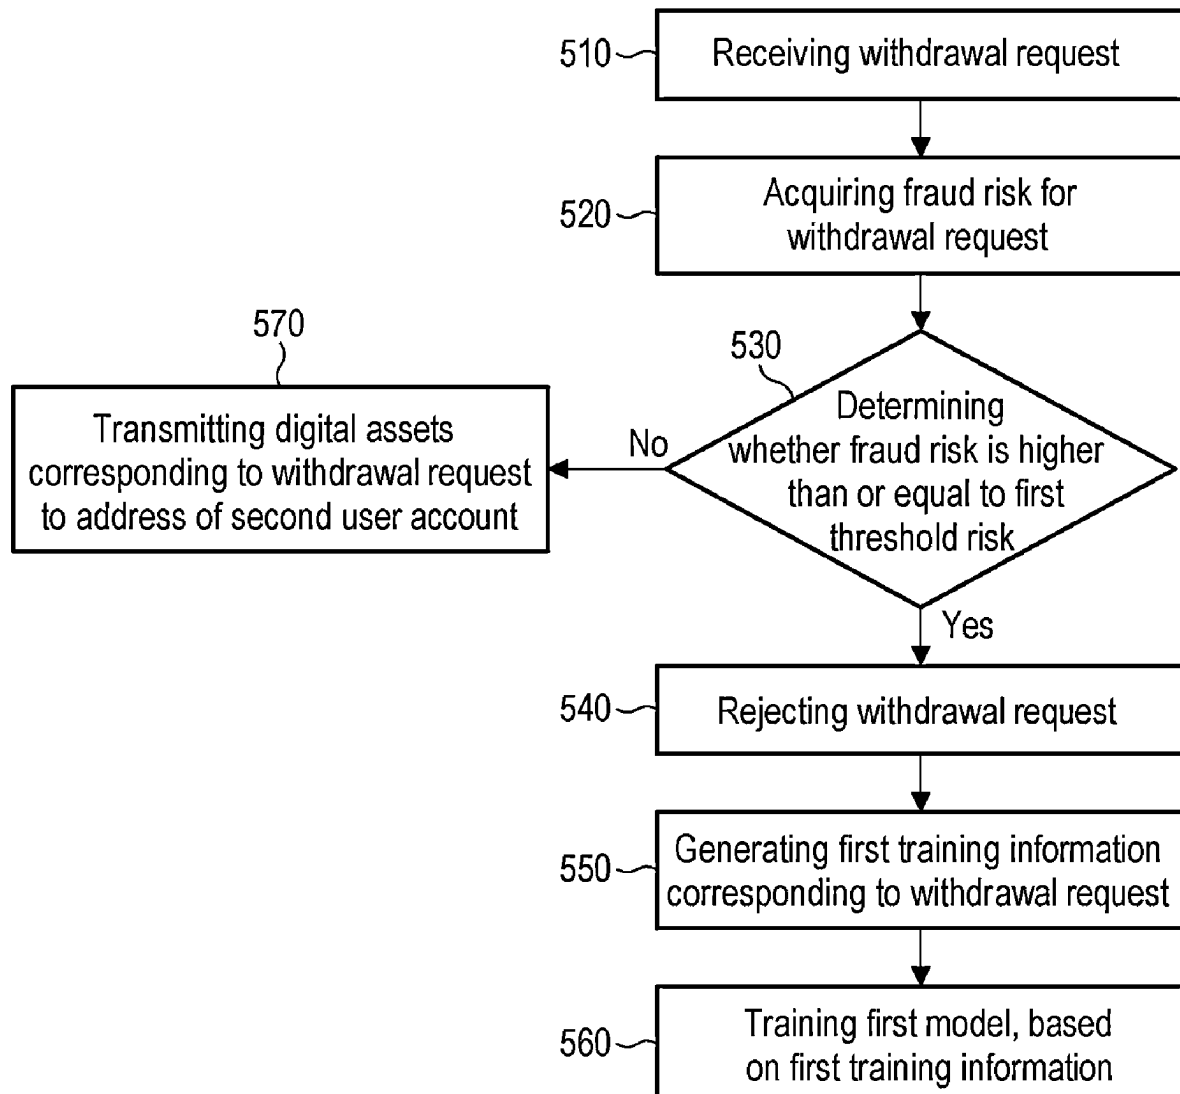 510
Receiving withdrawal request
520
Acquiring fraud risk for
withdrawal request
530
Determining
whether fraud risk is higher
than or equal to first
threshold risk
No
570
Transmitting digital assets
corresponding to withdrawal request
to address of second user account
Yes
540
Rejecting withdrawal request
550
Generating first training information
corresponding to withdrawal request
560
Training first model, based
on first training information